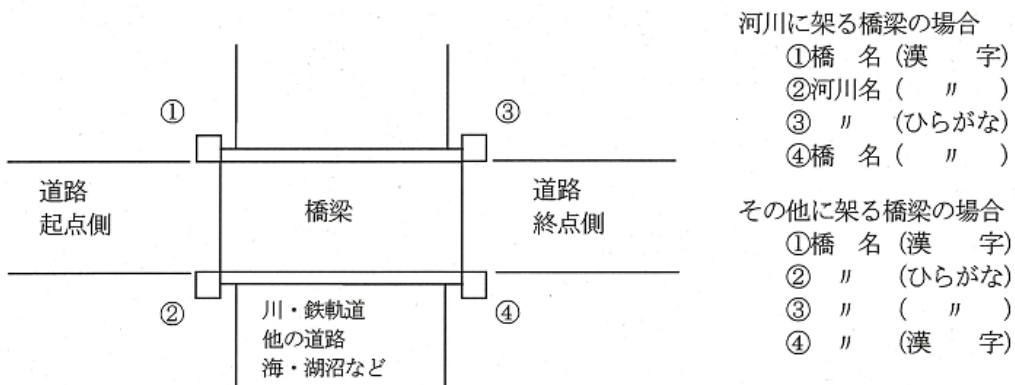 ①
③
道路
起点側
橋梁
道路
終点側
②
④
川・鉄軌道
他の道路
海・湖沼など
河川に架る橋梁の場合
①橋 名（漢 字）
②河川名（ 〃 ）
③ 〃 （ひらがな）
④橋 名（ 〃 ）
その他に架る橋梁の場合
①橋 名（漢 字）
② 〃 （ひらがな）
③ 〃 （ 〃 ）
④ 〃 （漢 字）